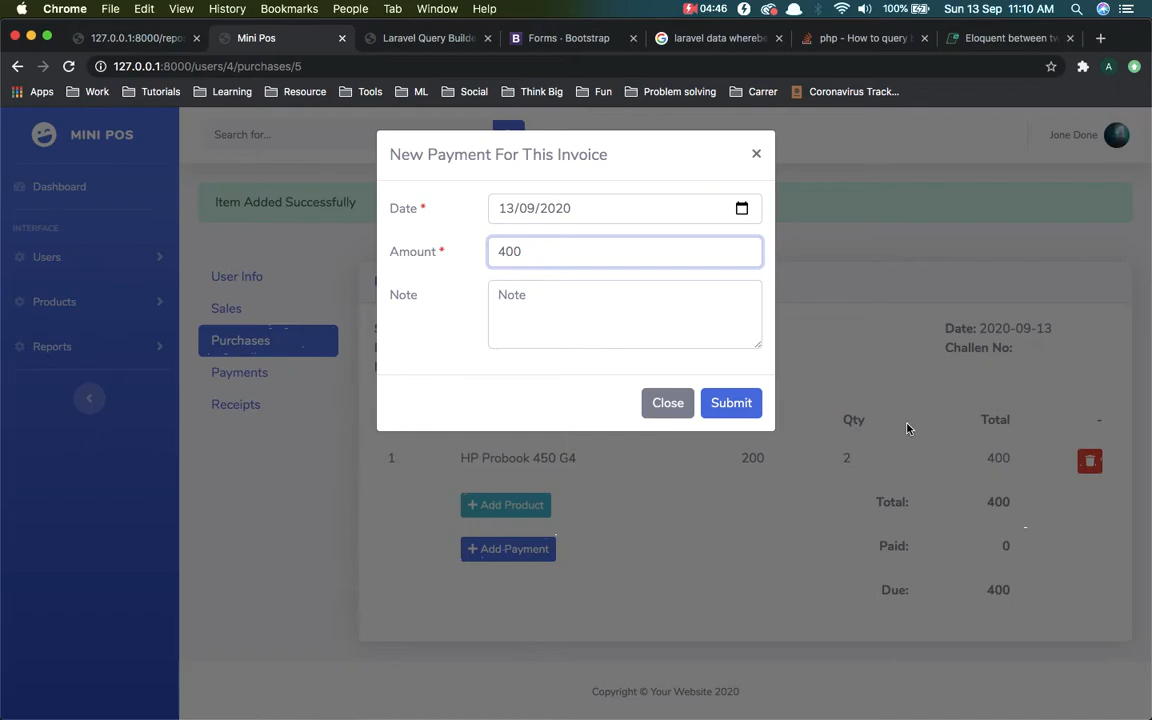 Chrome File Edit View History Bookmarks People Tab Window Help 04:46 100% Sun 13 Sep 11:10 AM
127.0.0.1:8000/repo Mini Pos Laravel Query Builde Forms · Bootstrap laravel data wherebe php - How to query Eloquent between tw
127.0.0.1:8000/users/4/purchases/5 A
Apps Work Tutorials Learning Resource Tools ML Social Think Big Fun Problem solving Carrer Coronavirus Track...
MINI POS
Search for...
Jone Done
New Payment For This Invoice
Dashboard
Item Added Successfully
Date * 13/09/2020
INTERFACE
Users
Amount * 400
User Info
Note Note
Products
Sales
Date: 2020-09-13
Reports
Purchases
Challen No:
Payments
Close Submit
Receipts
Qty Total -
1 HP Probook 450 G4 200 2 400
+ Add Product
Total: 400
+ Add Payment
Paid: 0
Due: 400
Copyright © Your Website 2020